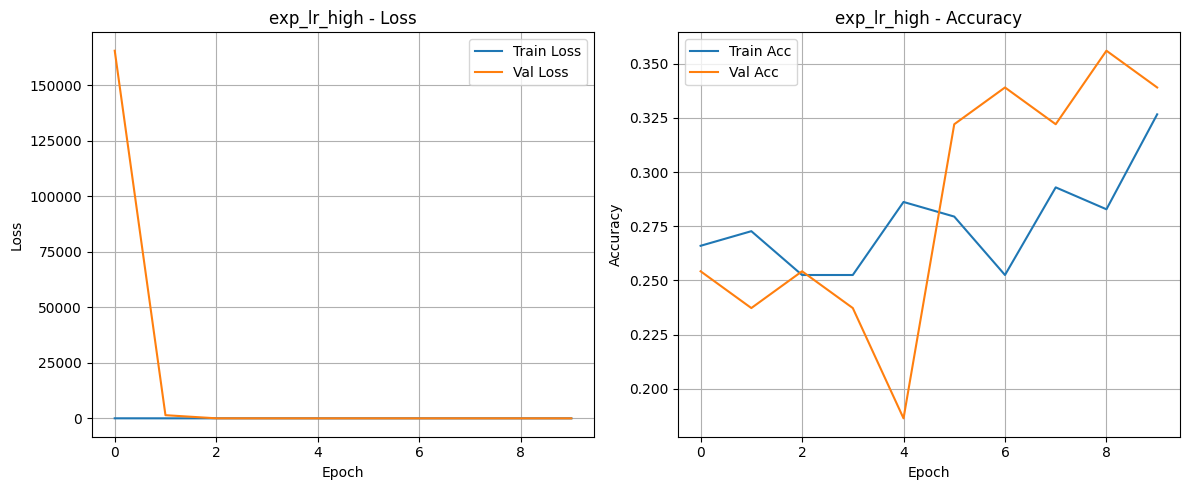 exp_lr_high - Loss
Train Loss
Val Loss
150000
125000
100000
75000
50000
25000
0
Loss
0 2 4 6 8
Epoch
exp_lr_high - Accuracy
Train Acc
Val Acc
0.350
0.325
0.300
0.275
0.250
0.225
0.200
Accuracy
0 2 4 6 8
Epoch